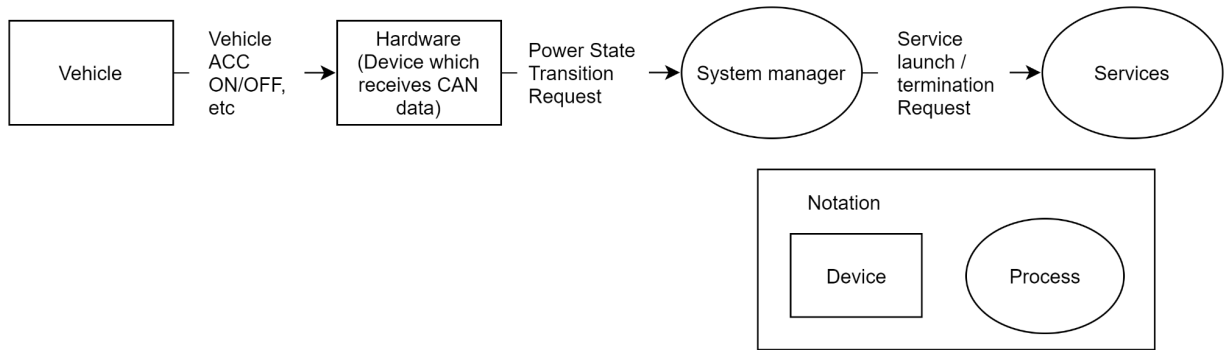 Vehicle
Vehicle
ACC
ON/OFF,
etc
Hardware
(Device which
receives CAN
data)
Power State
Transition
Request
System manager
Service
launch /
termination
Request
Services
Notation
Device
Process